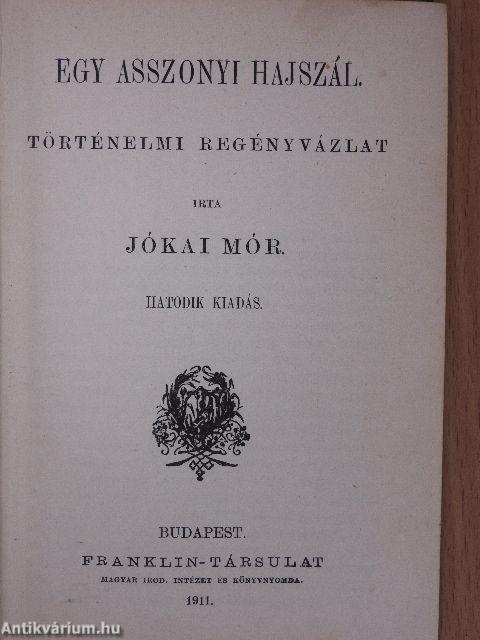 EGY ASSZONYI HAJSZÁL.
TÖRTÉNELMI REGÉNYVÁZLAT
IRTA
JÓKAI MÓR.
HATODIK KIADÁS.
BUDAPEST.
FRANKLIN-TÁRSULAT
MAGYAR IROD. INTÉZET ÉS KÖNYVNYOMDA.
1911.
Antikvárium.hu